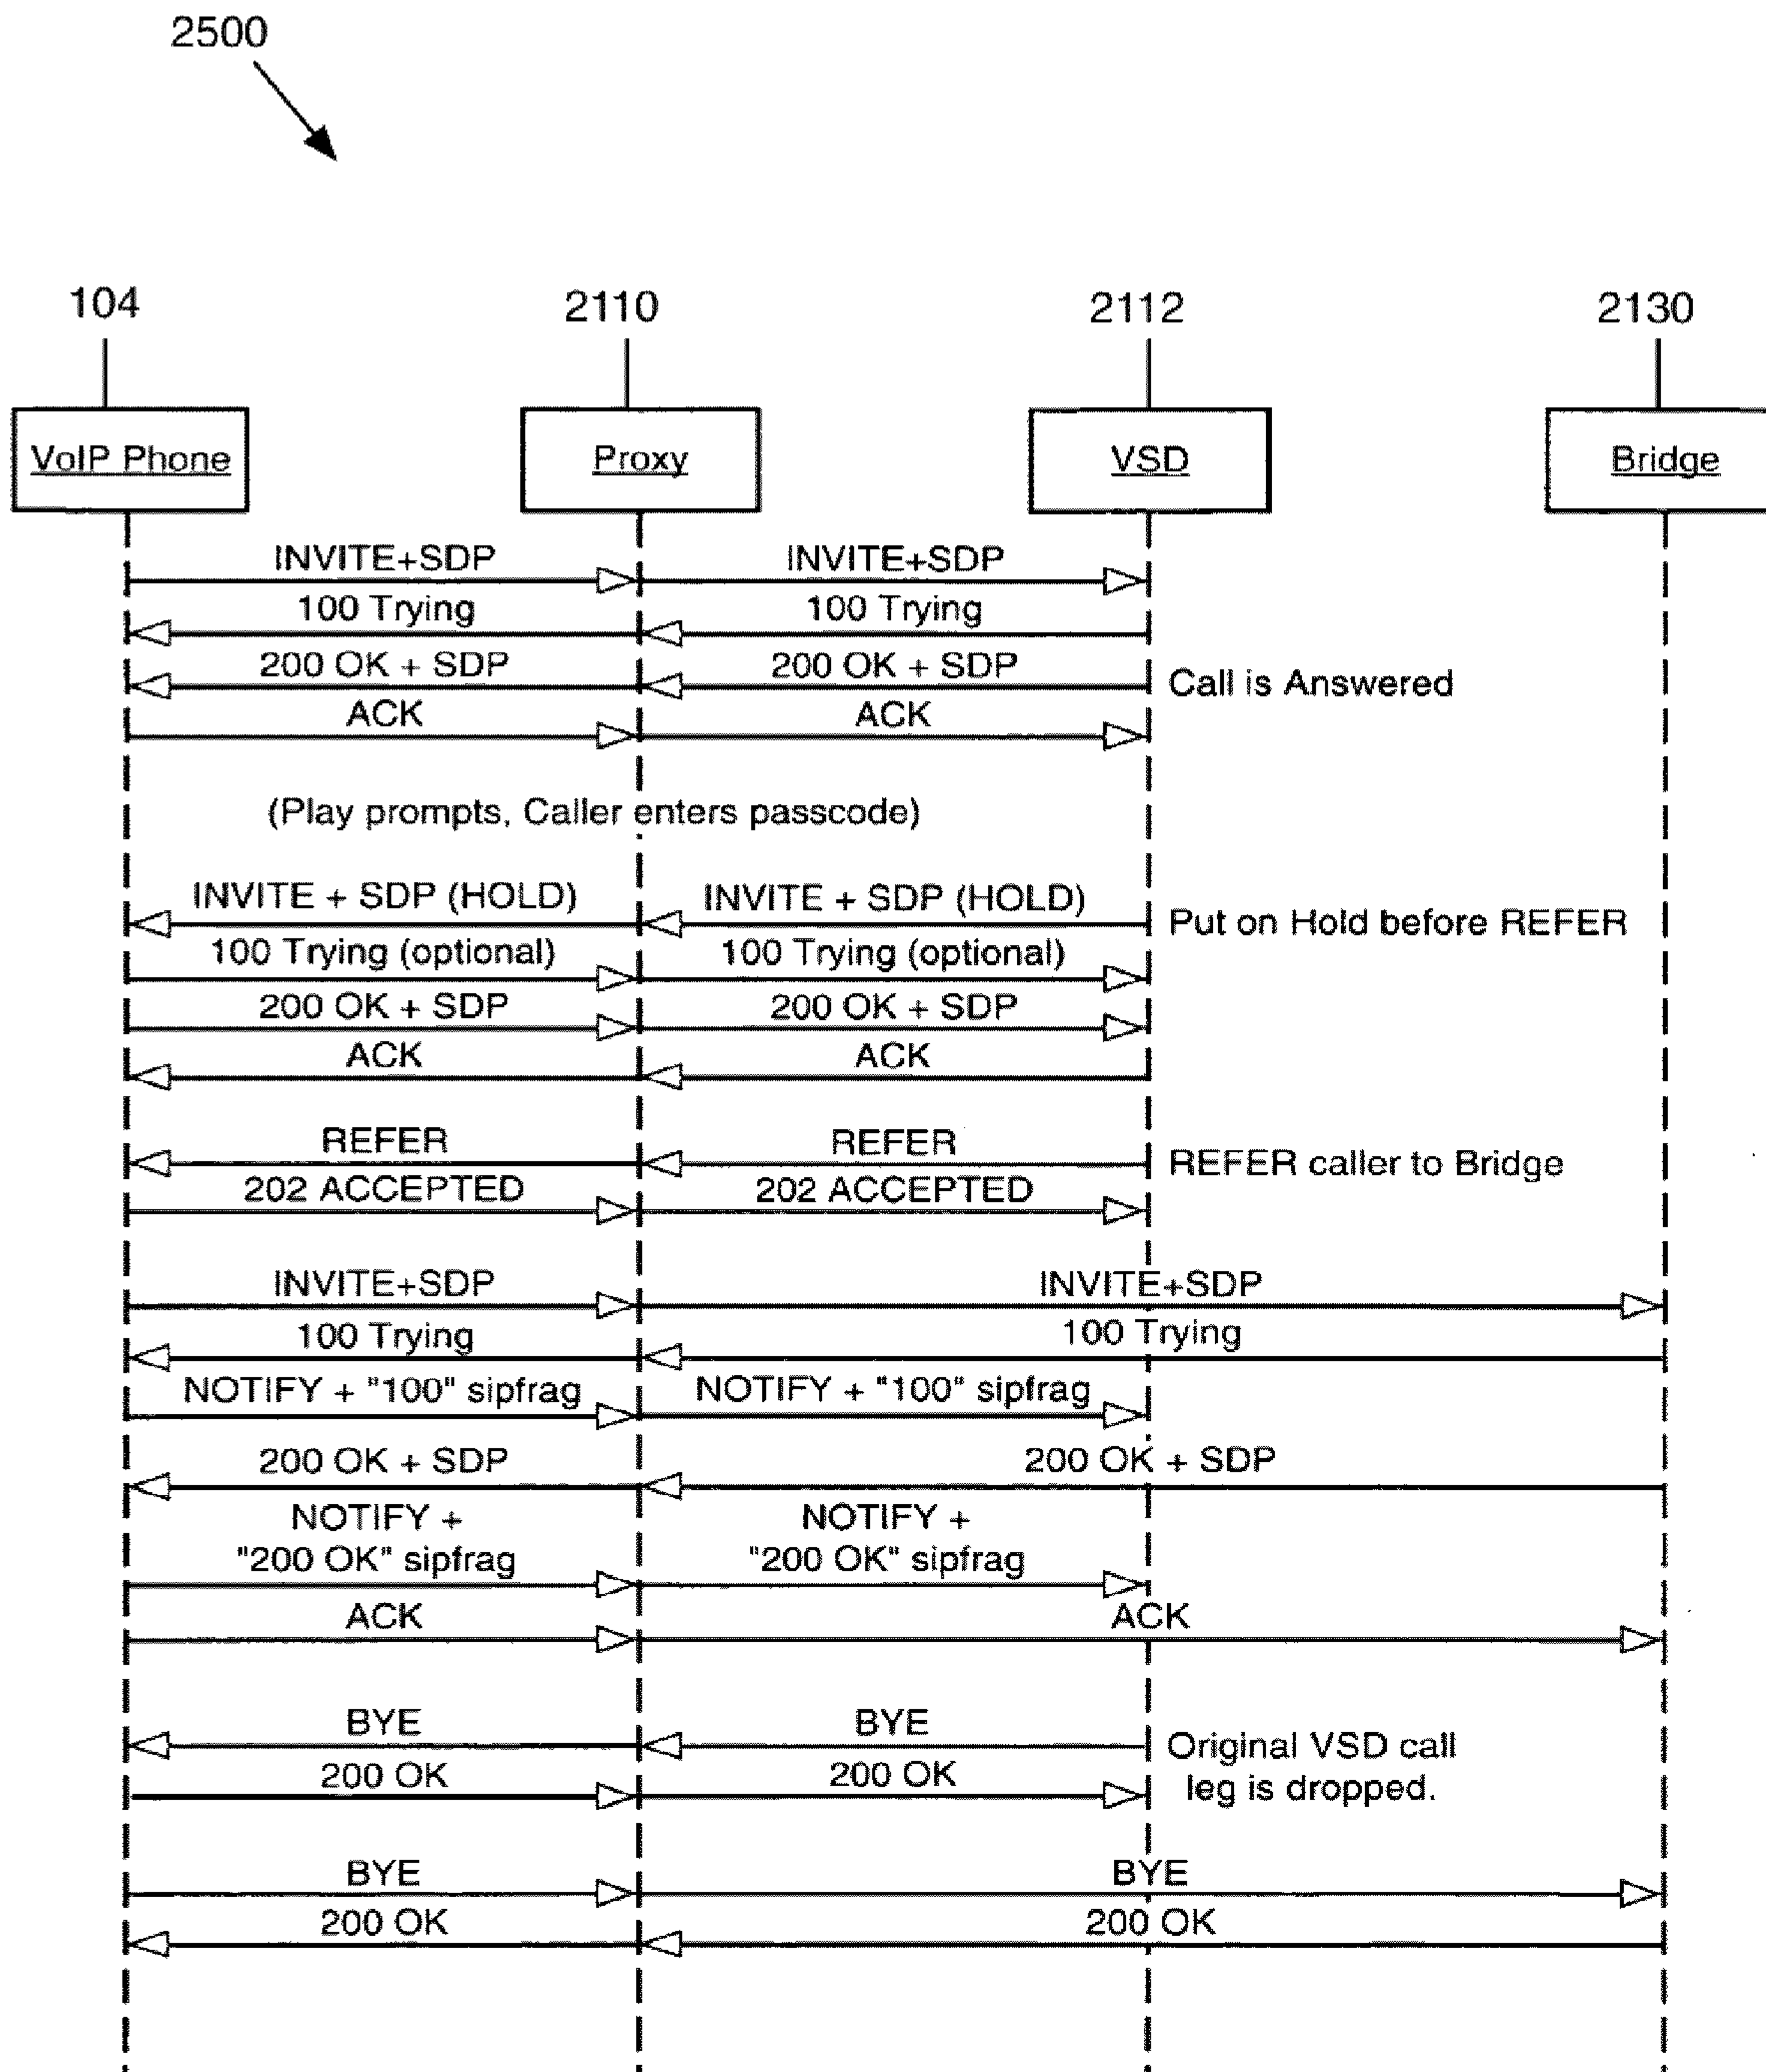 2500
104 2110 2112 2130
VoIP Phone Proxy VSD Bridge
INVITE+SDP INVITE+SDP
100 Trying 100 Trying
200 OK + SDP 200 OK + SDP Call is Answered
ACK ACK
(Play prompts, Caller enters passcode)
INVITE + SDP (HOLD) INVITE + SDP (HOLD) Put on Hold before REFER
100 Trying (optional) 100 Trying (optional)
200 OK + SDP 200 OK + SDP
ACK ACK
REFER REFER REFER caller to Bridge
202 ACCEPTED 202 ACCEPTED
INVITE+SDP INVITE+SDP
100 Trying 100 Trying
NOTIFY + "100" sipfrag NOTIFY + "100" sipfrag
200 OK + SDP 200 OK + SDP
NOTIFY + NOTIFY +
"200 OK" sipfrag "200 OK" sipfrag
ACK ACK
BYE BYE Original VSD call
200 OK 200 OK leg is dropped.
BYE BYE
200 OK 200 OK